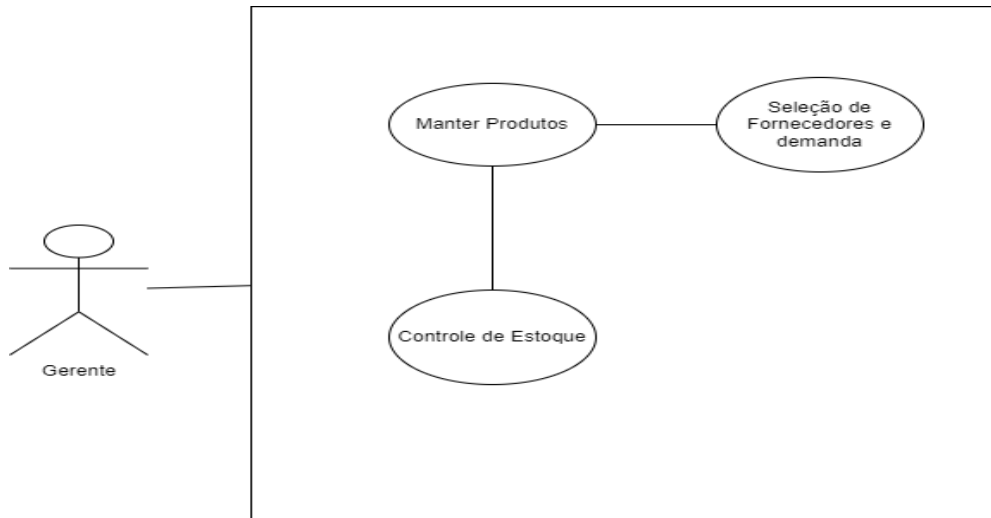 Manter Produtos
Seleção de
Fornecedores e
demanda
Controle de Estoque
Gerente